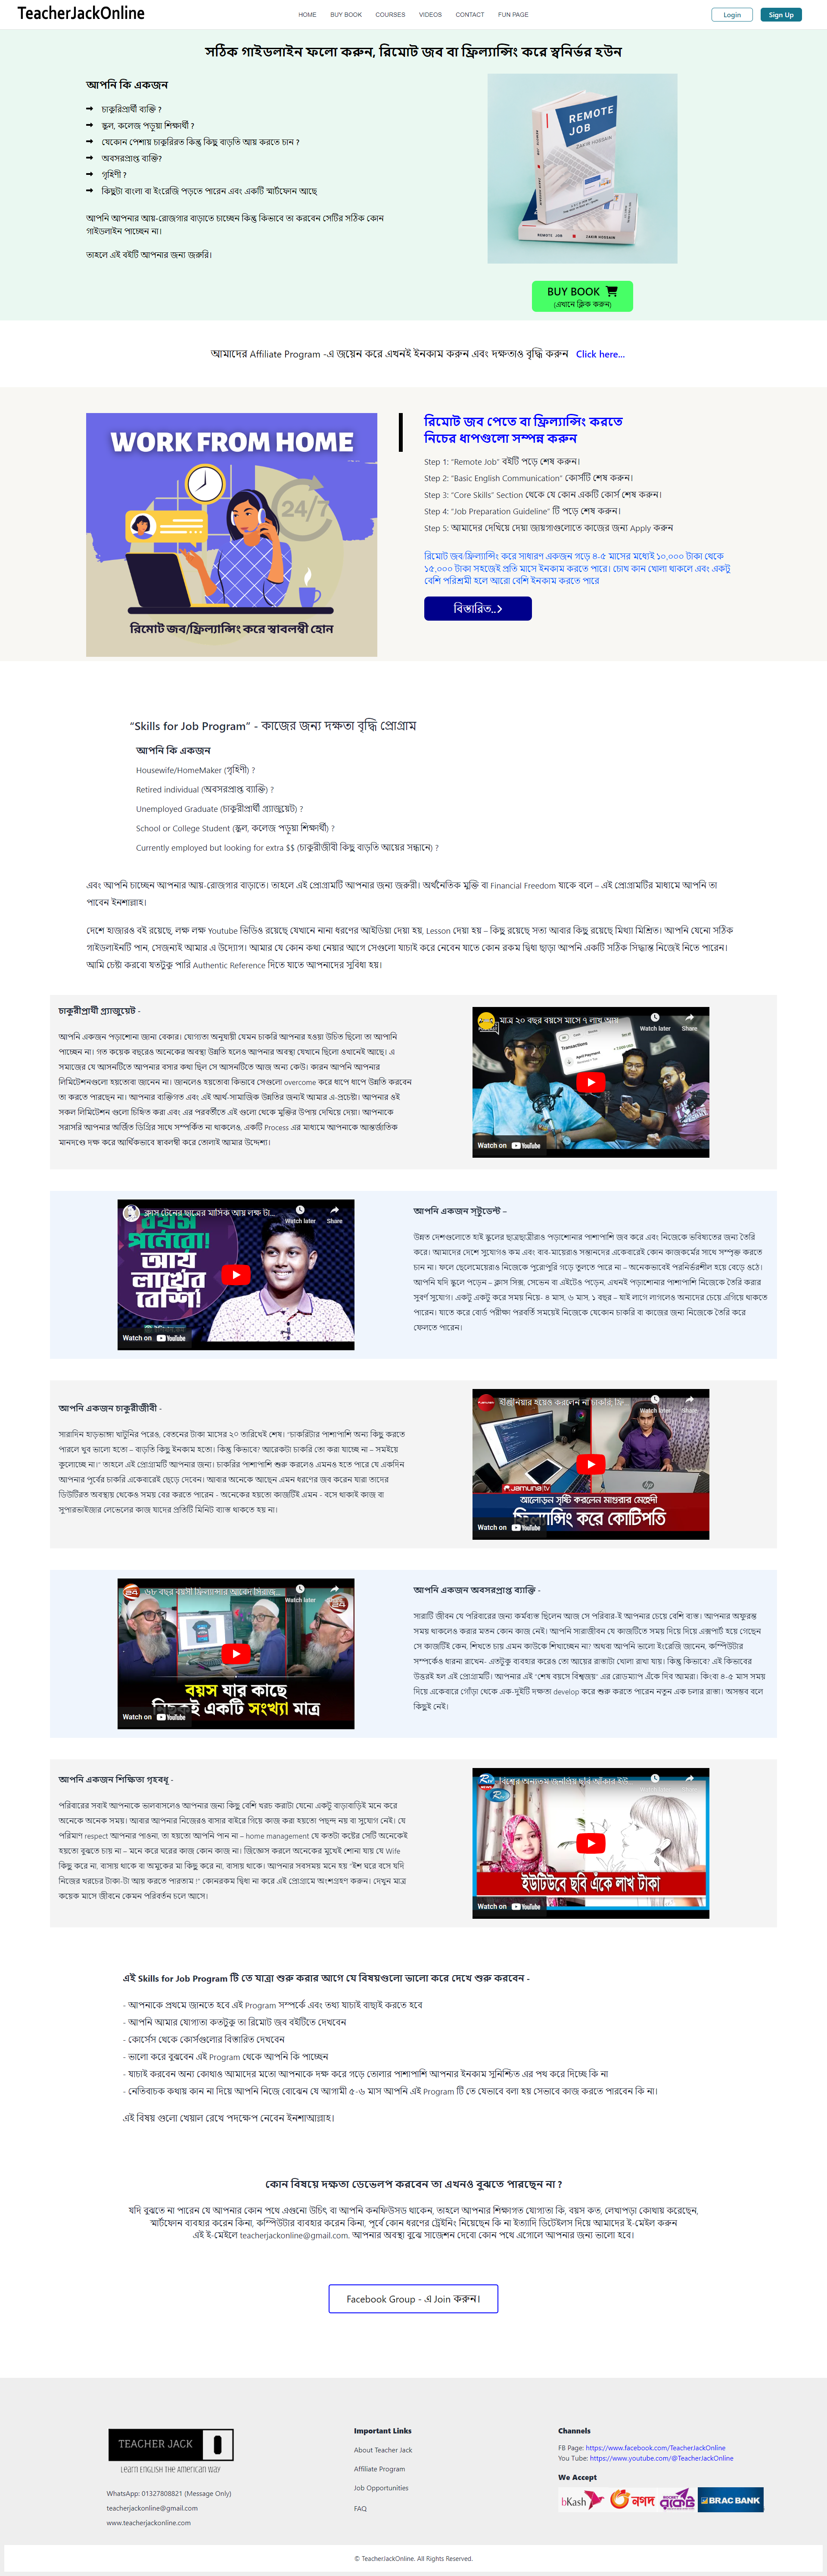 TeacherJackOnline
HOME BUY BOOK COURSES VIDEOS CONTACT FUN PAGE
Login Sign Up
সঠিক গাইডলাইন ফলো করুন, রিমোট জব বা ফ্রিল্যান্সিং করে স্বনির্ভর হউন
আপনি কি একজন
চাকুরিপ্রার্থী ব্যক্তি ?
স্কুল, কলেজ পড়ুয়া শিক্ষার্থী ?
যেকোন পেশায় চাকুরিরত কিন্তু কিছু বাড়তি আয় করতে চান ?
অবসরপ্রাপ্ত ব্যক্তি?
গৃহিণী ?
কিছুটা বাংলা বা ইংরেজি পড়তে পারেন এবং একটি স্মার্টফোন আছে
আপনি আপনার আয়-রোজগার বাড়াতে চাচ্ছেন কিন্তু কিভাবে তা করবেন সেটির সঠিক কোন
গাইডলাইন পাচ্ছেন না।
তাহলে এই বইটি আপনার জন্য জরুরি।
REMOTE
JOB
ZAKIR HOSSAIN
REMOTE JOB ZAKIR HOSSAIN
BUY BOOK
(এখানে ক্লিক করুন)
আমাদের Affiliate Program -এ জয়েন করে এখনই ইনকাম করুন এবং দক্ষতাও বৃদ্ধি করুন Click here...
WORK FROM HOME
24/7
রিমোট জব/ফ্রিল্যান্সিং করে স্বাবলম্বী হোন
রিমোট জব পেতে বা ফ্রিল্যান্সিং করতে
নিচের ধাপগুলো সম্পন্ন করুন
Step 1: "Remote Job" বইটি পড়ে শেষ করুন।
Step 2: "Basic English Communication" কোর্সটি শেষ করুন।
Step 3: "Core Skills" Section থেকে যে কোন একটি কোর্স শেষ করুন।
Step 4: "Job Preparation Guideline" টি পড়ে শেষ করুন।
Step 5: আমাদের দেখিয়ে দেয়া জায়গাগুলোতে কাজের জন্য Apply করুন
রিমোট জব/ফ্রিল্যান্সিং করে সাধারণ একজন গড়ে ৪-৫ মাসের মধ্যেই ১০,০০০ টাকা থেকে
১৫,০০০ টাকা সহজেই প্রতি মাসে ইনকাম করতে পারে। চোখ কান খোলা থাকলে এবং একটু
বেশি পরিশ্রমী হলে আরো বেশি ইনকাম করতে পারে
বিস্তারিত..
"Skills for Job Program" - কাজের জন্য দক্ষতা বৃদ্ধি প্রোগ্রাম
আপনি কি একজন
Housewife/HomeMaker (গৃহিণী) ?
Retired individual (অবসরপ্রাপ্ত ব্যাক্তি) ?
Unemployed Graduate (চাকুরীপ্রার্থী গ্র্যাজুয়েট) ?
School or College Student (স্কুল, কলেজ পড়ুয়া শিক্ষার্থী) ?
Currently employed but looking for extra $$ (চাকুরীজীবী কিছু বাড়তি আয়ের সন্ধানে) ?
এবং আপনি চাচ্ছেন আপনার আয়-রোজগার বাড়াতে। তাহলে এই প্রোগ্রামটি আপনার জন্য জরুরী। অর্থনৈতিক মুক্তি বা Financial Freedom যাকে বলে – এই প্রোগ্রামটির মাধ্যমে আপনি তা
পাবেন ইনশাল্লাহ।
দেশে হাজারও বই রয়েছে, লক্ষ লক্ষ Youtube ভিডিও রয়েছে যেখানে নানা ধরণের আইডিয়া দেয়া হয়, Lesson দেয়া হয় – কিছু রয়েছে সত্য আবার কিছু রয়েছে মিথ্যা মিশ্রিত। আপনি যেনো সঠিক
গাইডলাইনটি পান, সেজন্যই আমার এ উদ্যোগ। আমার যে কোন কথা নেয়ার আগে সেগুলো যাচাই করে নেবেন যাতে কোন রকম দ্বিধা ছাড়া আপনি একটি সঠিক সিদ্ধান্ত নিজেই নিতে পারেন।
আমি চেষ্টা করবো যতটুকু পারি Authentic Reference দিতে যাতে আপনাদের সুবিধা হয়।
চাকুরীপ্রার্থী গ্র্যাজুয়েট -
আপনি একজন পড়াশোনা জানা বেকার। যোগ্যতা অনুযায়ী যেমন চাকরি আপনার হওয়া উচিত ছিলো তা আপনি
পাচ্ছেন না। গত কয়েক বছরেও অনেকের অবস্থা উন্নতি হলেও আপনার অবস্থা যেখানে ছিলো ওখানেই আছে। এ
সমাজের যে আসনটিতে আপনার বসার কথা ছিল সে আসনটিতে আজ অন্য কেউ। কারন আপনি আপনার
লিমিটেশনগুলো হয়তোবা জানেন না। জানলেও হয়তোবা কিভাবে সেগুলো overcome করে ধাপে ধাপে উন্নতি করবেন
তা করতে পারছেন না। আপনার ব্যক্তিগত এবং এই আর্থ-সামাজিক উন্নতির জন্যই আমার এ-প্রচেষ্টা। আপনার ওই
সকল লিমিটেশন গুলো চিহ্নিত করা এবং এর পরবর্তীতে এই গুলো থেকে মুক্তির উপায় দেখিয়ে দেয়া। আপনাকে
সরাসরি আপনার অর্জিত ডিগ্রির সাথে সম্পর্কিত না থাকলেও, একটি Process এর মাধ্যমে আপনাকে আন্তর্জাতিক
মানদণ্ডে দক্ষ করে আর্থিকভাবে স্বাবলম্বী করে তোলাই আমার উদ্দেশ্য।
মাত্র ২০ বছর বয়সে মাসে ৭ লাখ আয়
Watch later Share
Transactions
Watch on YouTube
ক্লাস টেনের ছাত্রের মাসিক আয় লক্ষ টা...
Watch later Share
বয়স
পনেরো!
আয়
লাখের
বেশি!
Watch on YouTube
আপনি একজন স্টুডেন্ট –
উন্নত দেশগুলোতে হাই স্কুলের ছাত্রছাত্রীরাও পড়াশোনার পাশাপাশি জব করে এবং নিজেকে ভবিষ্যতের জন্য তৈরি
করে। আমাদের দেশে সুযোগও কম এবং বাব-মায়েরাও সন্তানদের একেবারেই কোন কাজকর্মের সাথে সম্পৃক্ত করতে
চান না। ফলে ছেলেমেয়েরাও নিজেকে পুরোপুরি গড়ে তুলতে পারে না – অনেকভাবেই পরনির্ভরশীল হয়ে বেড়ে ওঠে।
আপনি যদি স্কুলে পড়েন – ক্লাস সিক্স, সেভেন বা এইটেও পড়েন, এখনই পড়াশোনার পাশাপাশি নিজেকে তৈরি করার
সুবর্ণ সুযোগ। একটু একটু করে সময় নিয়ে- ৪ মাস, ৬ মাস, ১ বছর – যাই লাগে লাগলেও অন্যদের চেয়ে এগিয়ে থাকতে
পারেন। যাতে করে বোর্ড পরীক্ষা পরবর্তি সময়েই নিজেকে যেকোন চাকরি বা কাজের জন্য নিজেকে তৈরি করে
ফেলতে পারেন।
আপনি একজন চাকুরীজীবী -
সারাদিন হাড়ভাঙ্গা খাটুনির পরেও, বেতনের টাকা মাসের ২০ তারিখেই শেষ। "চাকরিটার পাশাপাশি অন্য কিছু করতে
পারলে খুব ভালো হতো – বাড়তি কিছু ইনকাম হতো। কিন্তু কিভাবে? আরেকটা চাকরি তো করা যাচ্ছে না – সময়ইয়ে
কুলোচ্ছে না।" তাহলে এই প্রোগ্রামটি আপনার জন্য। চাকরির পাশাপাশি শুরু করলেও এমনও হতে পারে যে একদিন
আপনার পূর্বের চাকরি একেবারেই ছেড়ে দেবেন। আবার অনেকে আছেন এমন ধরণের জব করেন যারা তাদের
ডিউটিরত অবস্থায় থেকেও সময় বের করতে পারেন - অনেকের হয়তো কাজটিই এমন - বসে থাকাই কাজ বা
সুপারভাইজার লেভেলের কাজ যাদের প্রতিটি মিনিট ব্যস্ত থাকতে হয় না।
ইঞ্জিনিয়ার হয়েও করলেন না চাকরি, ফ্রি...
Watch later Share
JAMUNA TV
আলোড়ন সৃষ্টি করলেন মাগুরার মেহেদী
ফ্রিল্যান্সিং করে কোটিপতি
Watch on YouTube
৬৮ বছর বয়সী ফ্রিল্যান্সার আবেদ সিরাজ...
Watch later Share
24
বয়স যার কাছে
নিছকই একটি সংখ্যা মাত্র
Watch on YouTube
আপনি একজন অবসরপ্রাপ্ত ব্যাক্তি -
সারাটি জীবন যে পরিবারের জন্য কর্মব্যস্ত ছিলেন আজ সে পরিবার-ই আপনার চেয়ে বেশি ব্যস্ত। আপনার অফুরন্ত
সময় থাকলেও করার মতন কোন কাজ নেই। আপনি সারাজীবন যে কাজটিতে সময় দিয়ে দিয়ে এক্সপার্ট হয়ে গেছেন
সে কাজটিই কেন, শিখতে চায় এমন কাউকে শিখাচ্ছেন না? অথবা আপনি ভালো ইংরেজি জানেন, কম্পিউটার
সম্পর্কেও ধারনা রাখেন- এতটুকু ব্যবহার করেও তো আয়ের রাস্তাটা খোলা রাখা যায়। কিন্তু কিভাবে? এই কিভাবের
উত্তরই হল এই প্রোগ্রামটি। আপনার এই "শেষ বয়সে বিশ্বজয়" এর রোডম্যাপ এঁকে দিব আমরা। কিংবা ৪-৫ মাস সময়
দিয়ে একেবারে গোঁড়া থেকে এক-দুইটি দক্ষতা develop করে শুরু করতে পারেন নতুন এক চলার রাস্তা। অসম্ভব বলে
কিছুই নেই।
আপনি একজন শিক্ষিতা গৃহবধূ -
পরিবারের সবাই আপনাকে ভালবাসলেও আপনার জন্য কিছু বেশি খরচ করাটা যেনো একটু বাড়াবাড়িই মনে করে
অনেকে অনেক সময়। আবার আপনার নিজেরও বাসার বাইরে গিয়ে কাজ করা হয়তো পছন্দ নয় বা সুযোগ নেই। যে
পরিমাণ respect আপনার পাওনা, তা হয়তো আপনি পান না – home management যে কতটা কষ্টের সেটি অনেকেই
হয়তো বুঝতে চায় না – মনে করে ঘরের কাজ কোন কাজ না। জিজ্ঞেস করলে অনেকের মুখেই শোনা যায় যে Wife
কিছু করে না, বাসায় থাকে বা অমুকের মা কিছু করে না, বাসায় থাকে। আপনার সবসময় মনে হয় "ইশ ঘরে বসে যদি
নিজের খরচের টাকা-টা আয় করতে পারতাম !" কোনরকম দ্বিধা না করে এই প্রোগ্রামে অংশগ্রহণ করুন। দেখুন মাত্র
কয়েক মাসে জীবনে কেমন পরিবর্তন চলে আসে।
বিশ্বের অন্যতম জনপ্রিয় ছবি আঁকার ইউ...
Watch later Share
ইউটিউবে ছবি এঁকে লাখ টাকা
Watch on YouTube
এই Skills for Job Program টি তে যাত্রা শুরু করার আগে যে বিষয়গুলো ভালো করে দেখে শুরু করবেন -
- আপনাকে প্রথমে জানতে হবে এই Program সম্পর্কে এবং তথ্য যাচাই বাছাই করতে হবে
- আপনি আমার যোগ্যতা কতটুকু তা রিমোট জব বইটিতে দেখবেন
- কোর্সেস থেকে কোর্সগুলোর বিস্তারিত দেখবেন
- ভালো করে বুঝবেন এই Program থেকে আপনি কি পাচ্ছেন
- যাচাই করবেন অন্য কোথাও আমাদের মতো আপনাকে দক্ষ করে গড়ে তোলার পাশাপাশি আপনার ইনকাম সুনিশ্চিত এর পথ করে দিচ্ছে কি না
- নেতিবাচক কথায় কান না দিয়ে আপনি নিজে বোঝেন যে আগামী ৫-৬ মাস আপনি এই Program টি তে যেভাবে বলা হয় সেভাবে কাজ করতে পারবেন কি না।
এই বিষয় গুলো খেয়াল রেখে পদক্ষেপ নেবেন ইনশাআল্লাহ।
কোন বিষয়ে দক্ষতা ডেভেলপ করবেন তা এখনও বুঝতে পারছেন না ?
যদি বুঝতে না পারেন যে আপনার কোন পথে এগুনো উচিৎ বা আপনি কনফিউসড থাকেন, তাহলে আপনার শিক্ষাগত যোগ্যতা কি, বয়স কত, লেখাপড়া কোথায় করেছেন,
স্মার্টফোন ব্যবহার করেন কিনা, কম্পিউটার ব্যবহার করেন কিনা, পূর্বে কোন ধরণের ট্রেইনিং নিয়েছেন কি না ইত্যাদি ডিটেইলস দিয়ে আমাদের ই-মেইল করুন
এই ই-মেইলে teacherjackonline@gmail.com. আপনার অবস্থা বুঝে সাজেশন দেবো কোন পথে এগোলে আপনার জন্য ভালো হবে।
Facebook Group - এ Join করুন।
TEACHER JACK
Learn English The American Way
WhatsApp: 01327808821 (Message Only)
teacherjackonline@gmail.com
www.teacherjackonline.com
Important Links
About Teacher Jack
Affiliate Program
Job Opportunities
FAQ
Channels
FB Page: https://www.facebook.com/TeacherJackOnline
You Tube: https://www.youtube.com/@TeacherJackOnline
We Accept
bKash নগদ রকেট BRAC BANK
© TeacherJackOnline. All Rights Reserved.